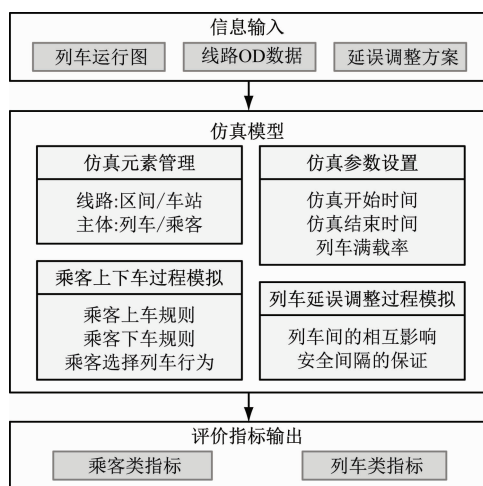 信息输入
列车运行图
线路OD数据
延误调整方案
仿真模型
仿真元素管理
线路:区间/车站
主体:列车/乘客
仿真参数设置
仿真开始时间
仿真结束时间
列车满载率
乘客上下车过程模拟
乘客上车规则
乘客下车规则
乘客选择列车行为
列车延误调整过程模拟
列车间的相互影响
安全间隔的保证
评价指标输出
乘客类指标
列车类指标